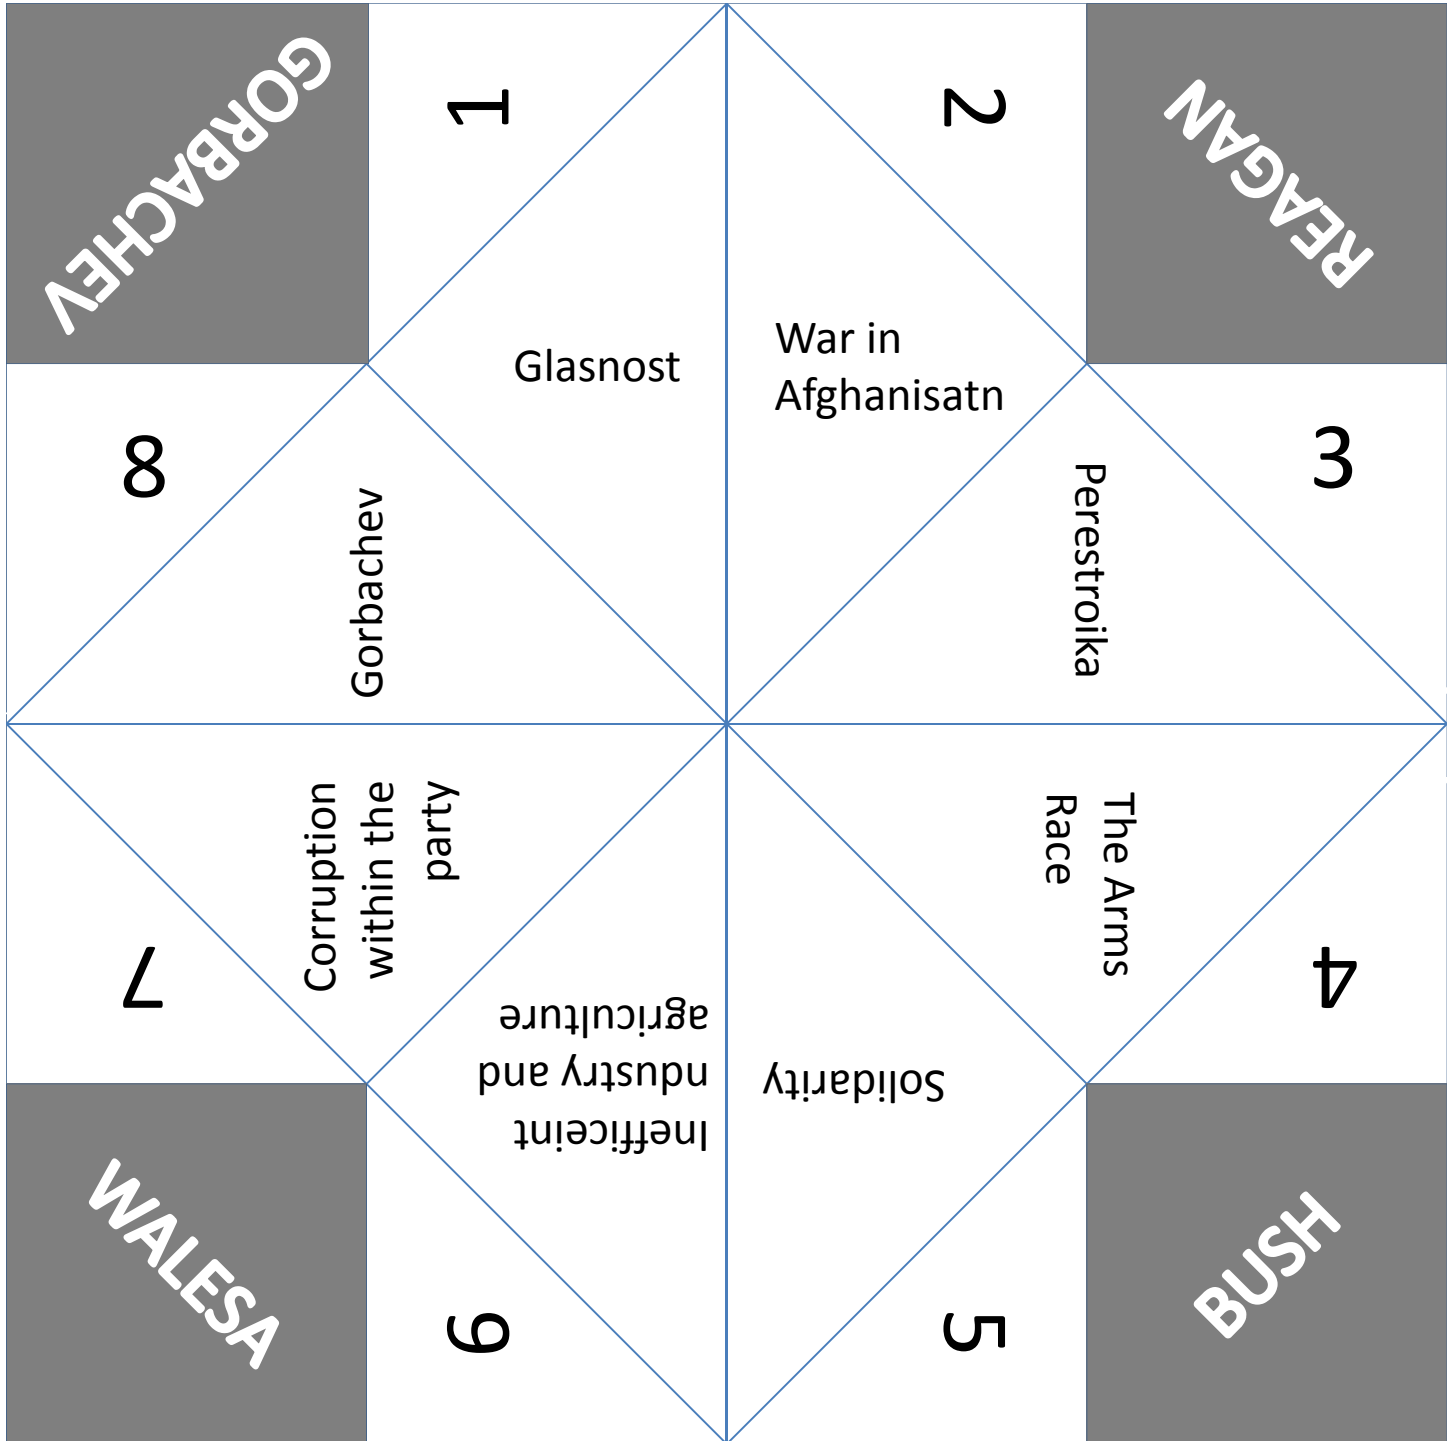 GORBACHEV
1
2
REAGAN
Glasnost
War in
Afghanisatn
8
3
Gorbachev
Perestroika
Corruption
within the
party
The Arms
Race
7
4
Inefficeint
ndustry and
agriculture
Solidarity
WALESA
6
5
BUSH